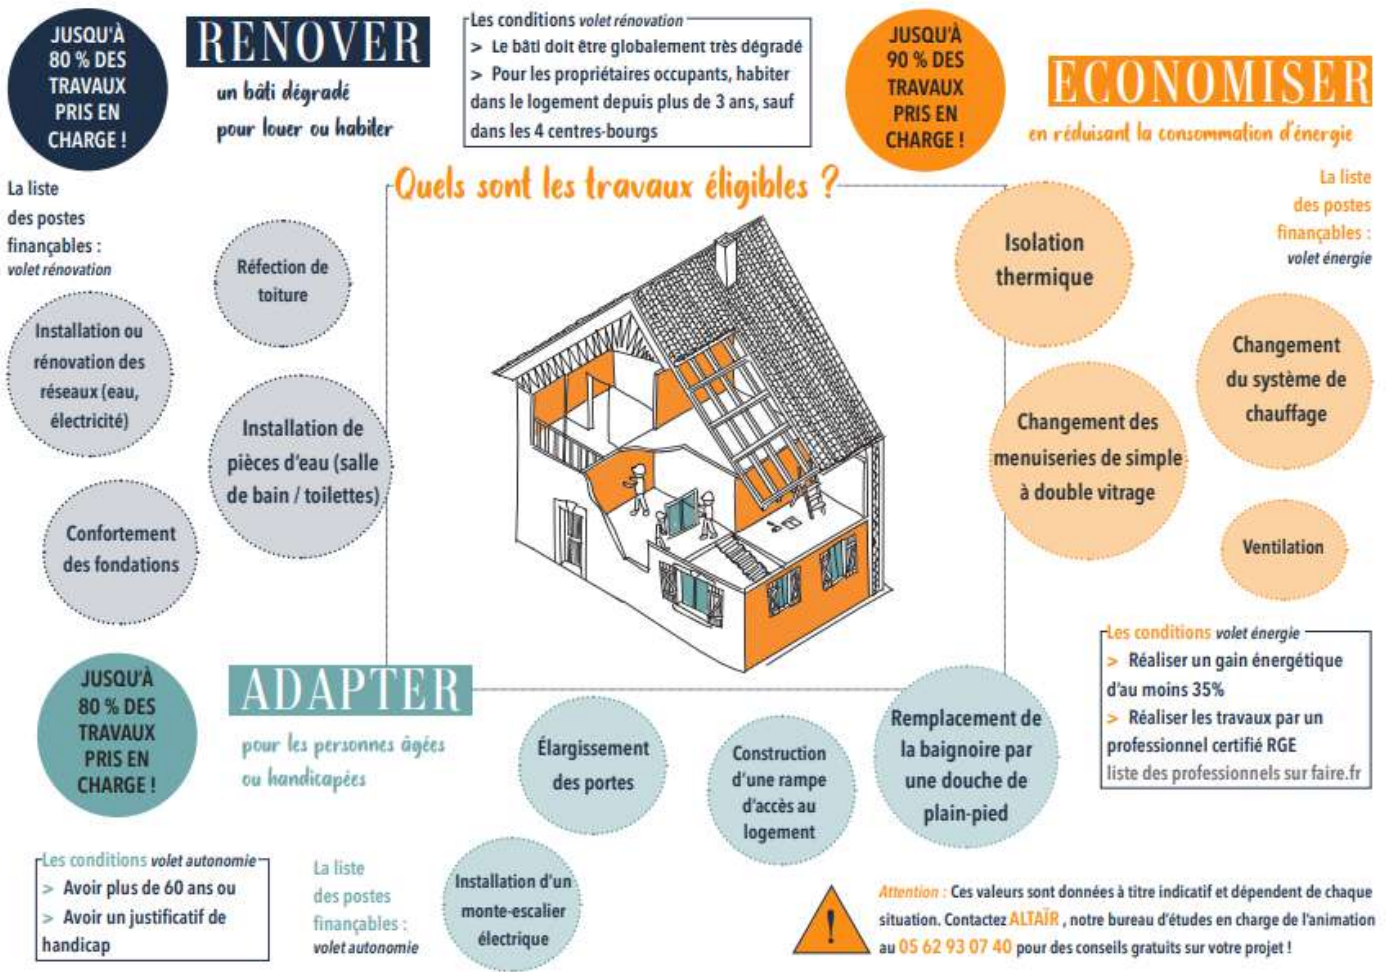 JUSQU'À
80 % DES
TRAVAUX
PRIS EN
CHARGE !
RENOVER
un bâti dégradé
pour louer ou habiter
Les conditions volet rénovation
> Le bâti doit être globalement très dégradé
> Pour les propriétaires occupants, habiter
dans le logement depuis plus de 3 ans, sauf
dans les 4 centres-bourgs
JUSQU'À
90 % DES
TRAVAUX
PRIS EN
CHARGE !
ECONOMISER
en réduisant la consommation d'énergie
Quels sont les travaux éligibles ?
La liste
des postes
finançables :
volet rénovation
Réfection de
toiture
Installation ou
rénovation des
réseaux (eau,
électricité)
Installation de
pièces d'eau (salle
de bain / toilettes)
Confortement
des fondations
La liste
des postes
finançables :
volet énergie
Isolation
thermique
Changement
du système de
chauffage
Changement des
menuiseries de simple
à double vitrage
Ventilation
Les conditions volet énergie
> Réaliser un gain énergétique
d'au moins 35%
> Réaliser les travaux par un
professionnel certifié RGE
liste des professionnels sur faire.fr
JUSQU'À
80 % DES
TRAVAUX
PRIS EN
CHARGE !
ADAPTER
pour les personnes âgées
ou handicapées
Élargissement
des portes
Construction
d'une rampe
d'accès au
logement
Remplacement de
la baignoire par
une douche de
plain-pied
Les conditions volet autonomie
> Avoir plus de 60 ans ou
> Avoir un justificatif de
handicap
La liste
des postes
finançables :
volet autonomie
Installation d'un
monte-escalier
électrique
!
Attention : Ces valeurs sont données à titre indicatif et dépendent de chaque
situation. Contactez ALTAÏR , notre bureau d'études en charge de l'animation
au 05 62 93 07 40 pour des conseils gratuits sur votre projet !